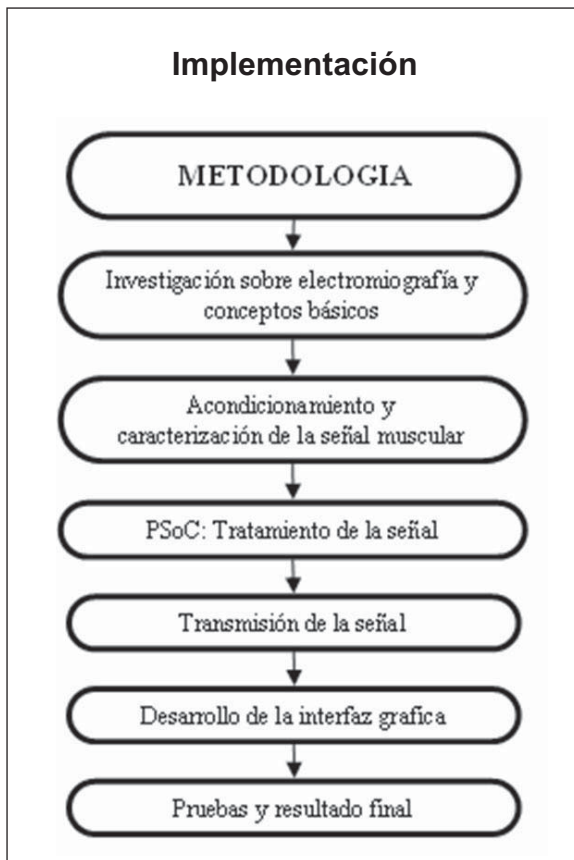 Implementación
METODOLOGIA
Investigación sobre electromiografía y
conceptos básicos
Acondicionamiento y
caracterización de la señal muscular
PSoC: Tratamiento de la señal
Transmisión de la señal
Desarrollo de la interfaz grafica
Pruebas y resultado final